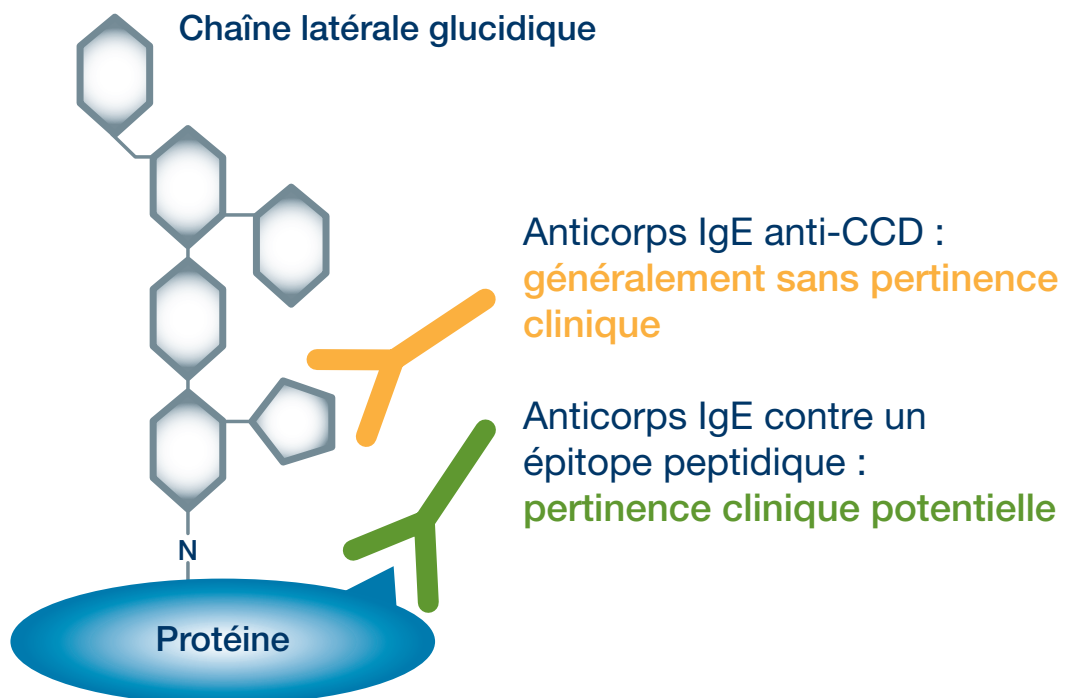 Chaîne latérale glucidique
Anticorps IgE anti-CCD :
généralement sans pertinence
clinique
Anticorps IgE contre un
épitope peptidique :
pertinence clinique potentielle
N
Protéine